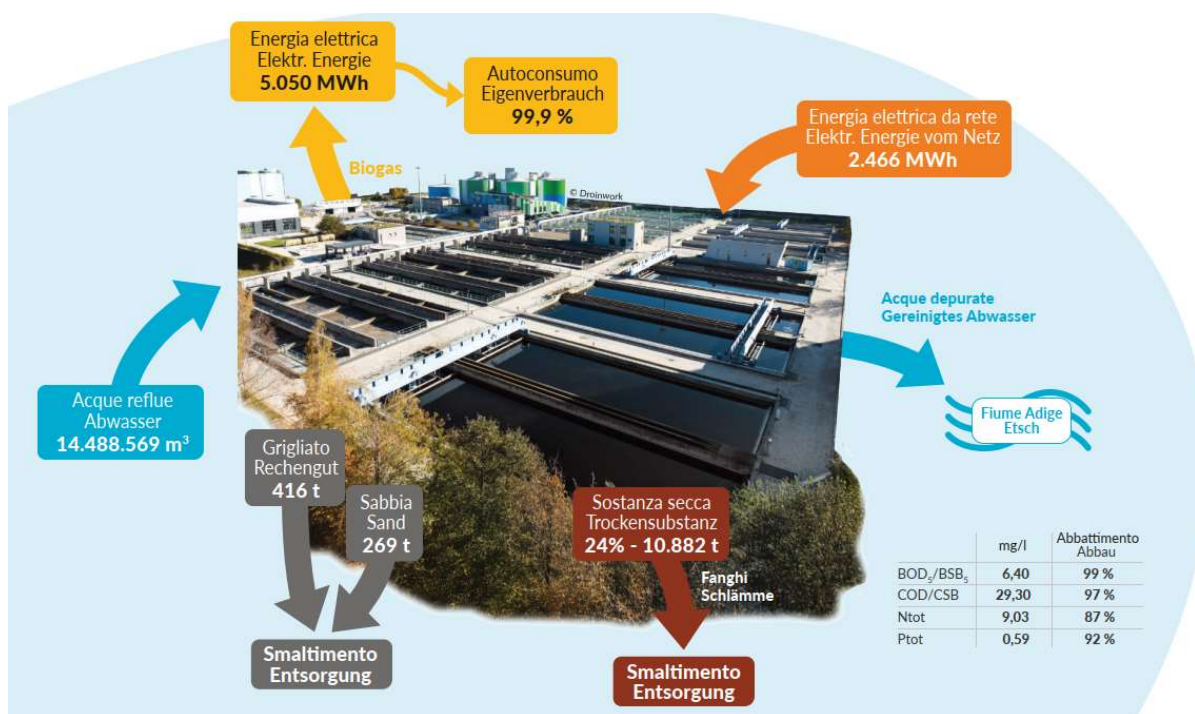 Energia elettrica
Elektr. Energie
5.050 MWh
Autoconsumo
Eigenverbrauch
99,9 %
Energia elettrica da rete
Elektr. Energie vom Netz
2.466 MWh
Biogas
© Droinwork
Acque depurate
Gereinigtes Abwasser
Fiume Adige
Etsch
Acque reflue
Abwasser
14.488.569 m³
Grigliato
Rechengut
416 t
Sabbia
Sand
269 t
Smaltimento
Entsorgung
Sostanza secca
Trockensubstanz
24% - 10.882 t
Fanghi
Schlämme
Smaltimento
Entsorgung
mg/l Abbattimento
Abbau
BOD₅/BSB₅ 6,40 99 %
COD/CSB 29,30 97 %
Ntot 9,03 87 %
Ptot 0,59 92 %